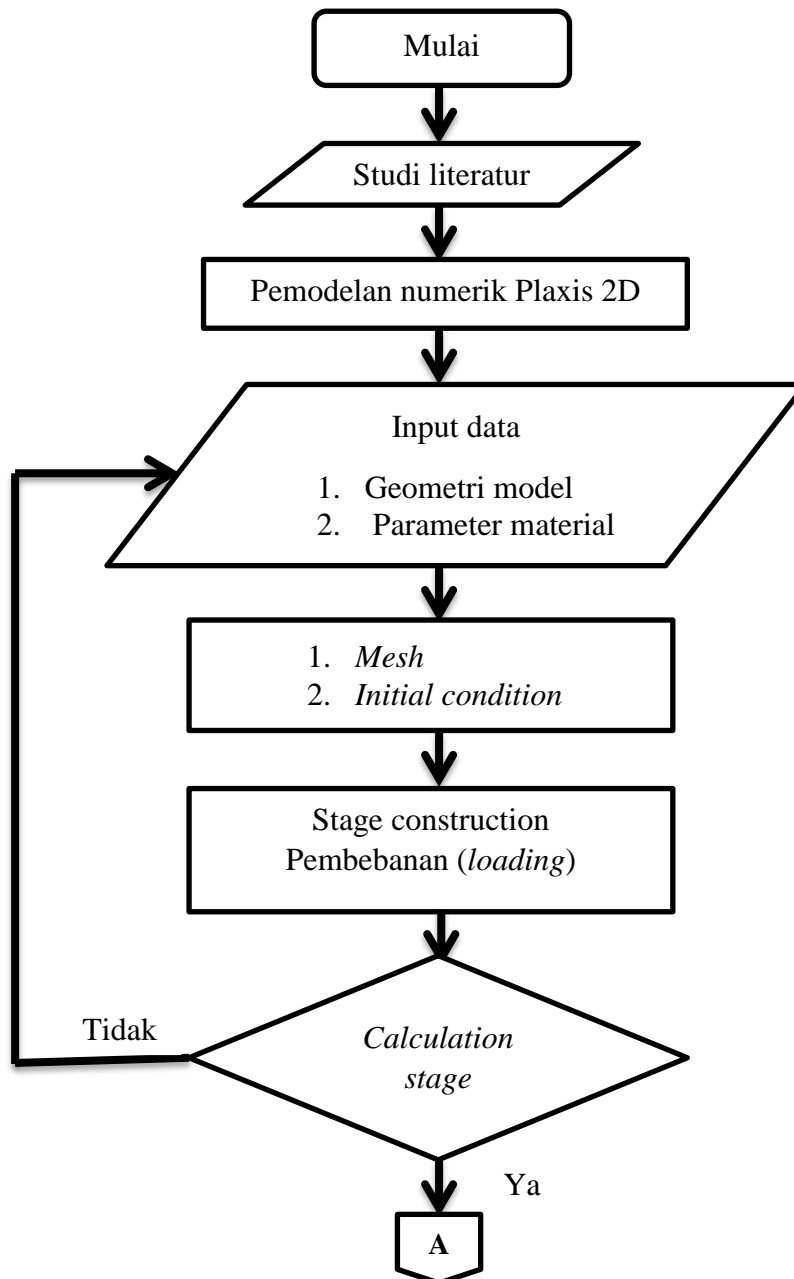 Mulai
Studi literatur
Pemodelan numerik Plaxis 2D
Input data
1. Geometri model
2. Parameter material
1. Mesh
2. Initial condition
Stage construction
Pembebanan (loading)
Tidak
Calculation
stage
Ya
A